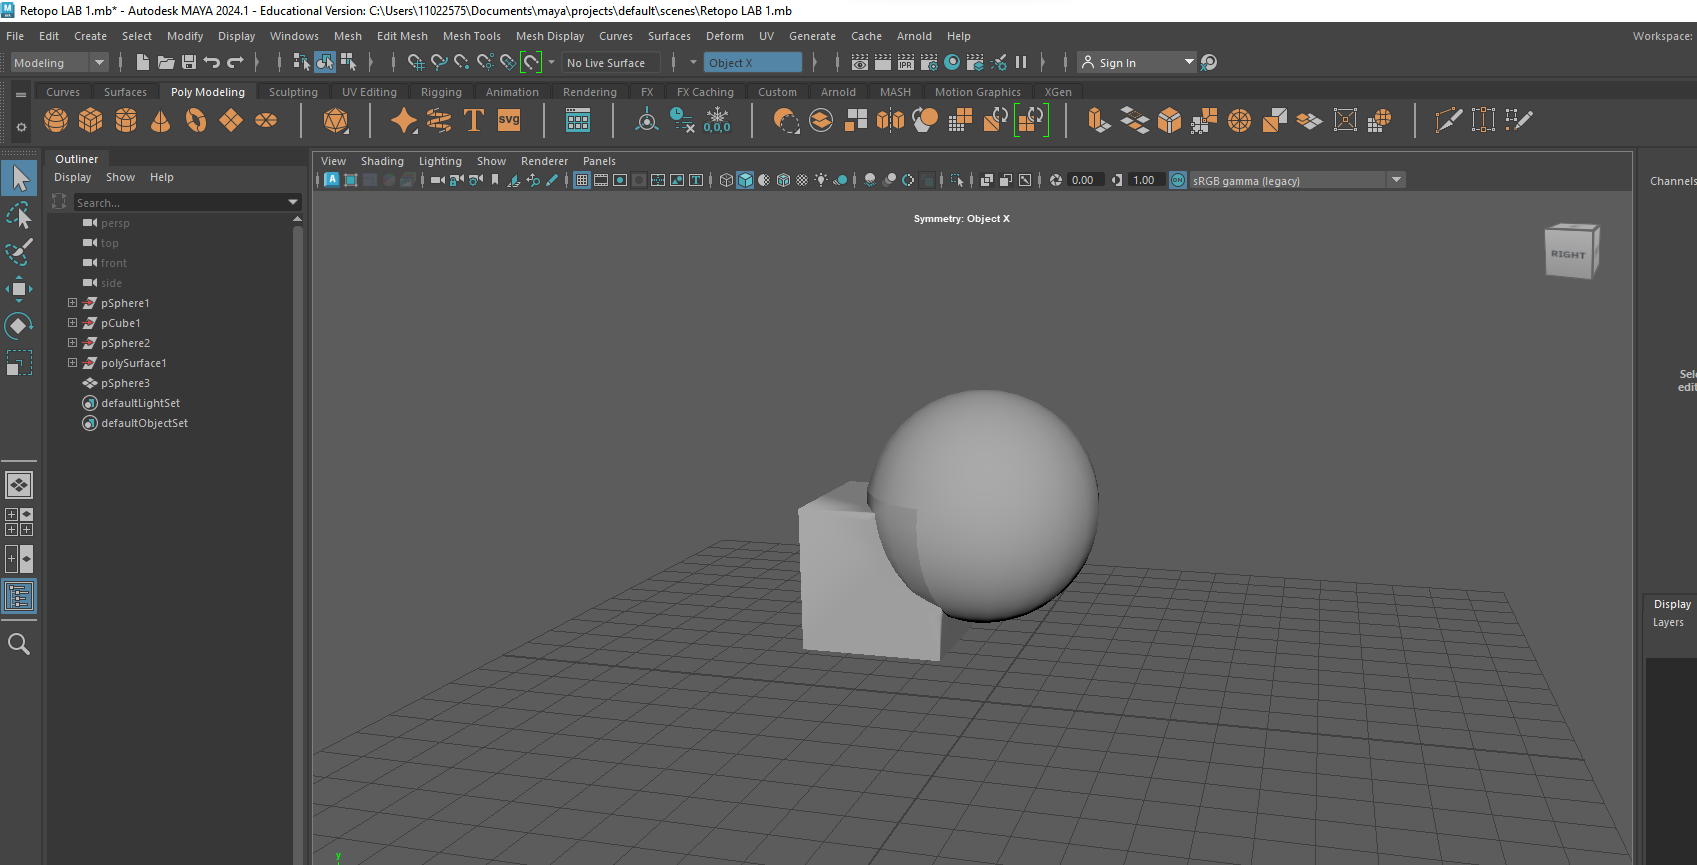 Retopo LAB 1.mb* - Autodesk MAYA 2024.1 - Educational Version: C:\Users\11022575\Documents\maya\projects\default\scenes\Retopo LAB 1.mb
File Edit Create Select Modify Display Windows Mesh Edit Mesh Mesh Tools Mesh Display Curves Surfaces Deform UV Generate Cache Arnold Help Workspace:
Modeling No Live Surface Object X IPR Sign In
Curves Surfaces Poly Modeling Sculpting UV Editing Rigging Animation Rendering FX FX Caching Custom Arnold MASH Motion Graphics XGen
T svg 0,0,0
Outliner
Display Show Help
Search...
persp
top
front
side
pSphere1
pCube1
pSphere2
polySurface1
pSphere3
defaultLightSet
defaultObjectSet
View Shading Lighting Show Renderer Panels
0.00 1.00 ON sRGB gamma (legacy)
Symmetry: Object X
RIGHT
y
Channels
Sele
edit
Display
Layers